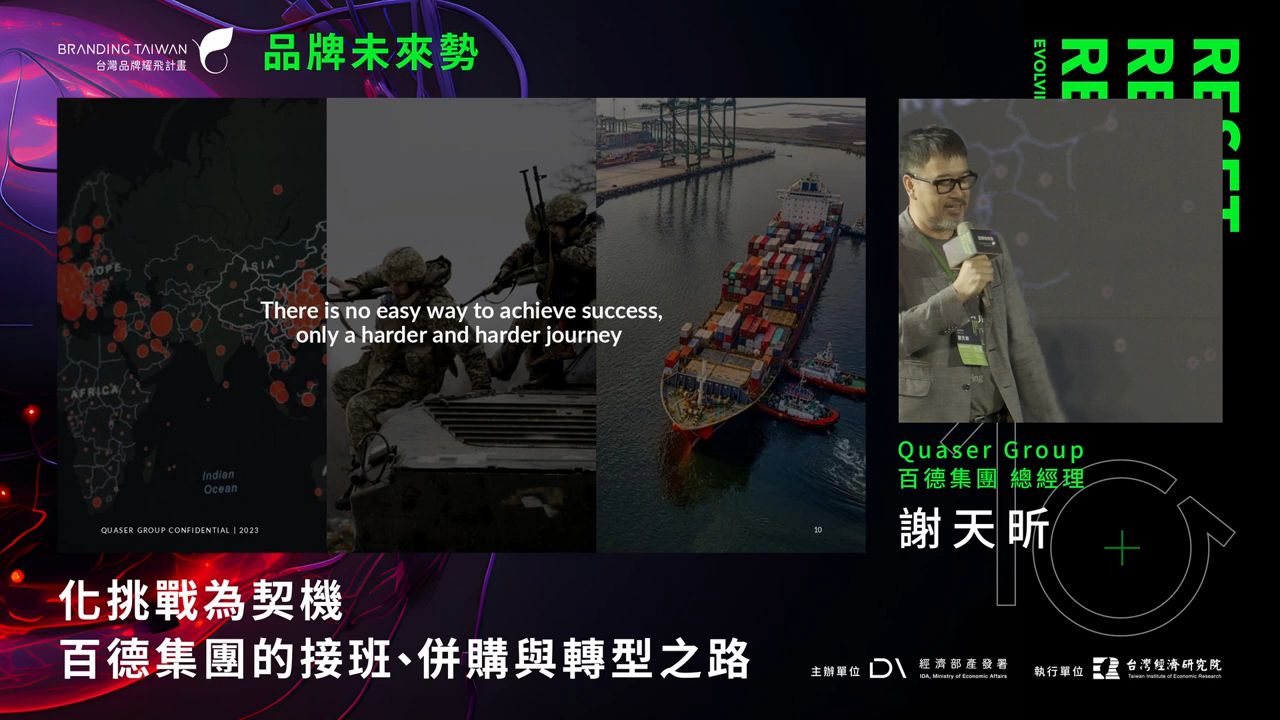 BRANDING TAIWAN
台灣品牌耀飛計畫
品牌未來勢
EUROPE
ASIA
AFRICA
Indian
Ocean
There is no easy way to achieve success,
only a harder and harder journey
QUASER GROUP CONFIDENTIAL | 2023
10
RESET
RE
RE
Quaser Group
百德集團 總經理
謝天昕
化挑戰為契機
百德集團的接班、併購與轉型之路
主辦單位
經濟部產發署
IDA, Ministry of Economic Affairs
執行單位
台灣經濟研究院
Taiwan Institute of Economic Research